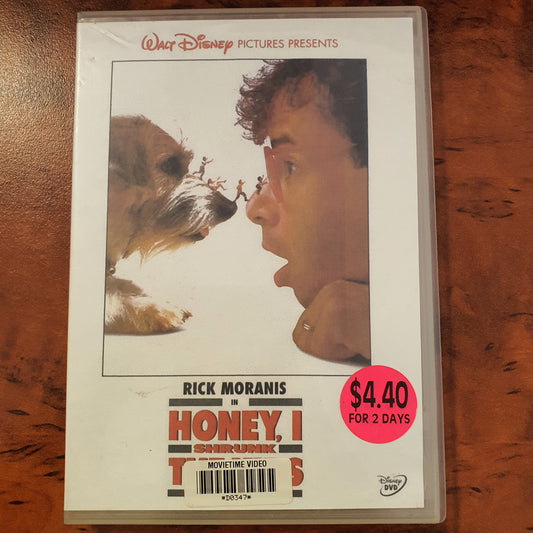 WALT DISNEY PICTURES PRESENTS
RICK MORANIS
IN
HONEY, I
SHRUNK
$4.40
FOR 2 DAYS
MOVIETIME VIDEO
*D0347*
Disney
DVD